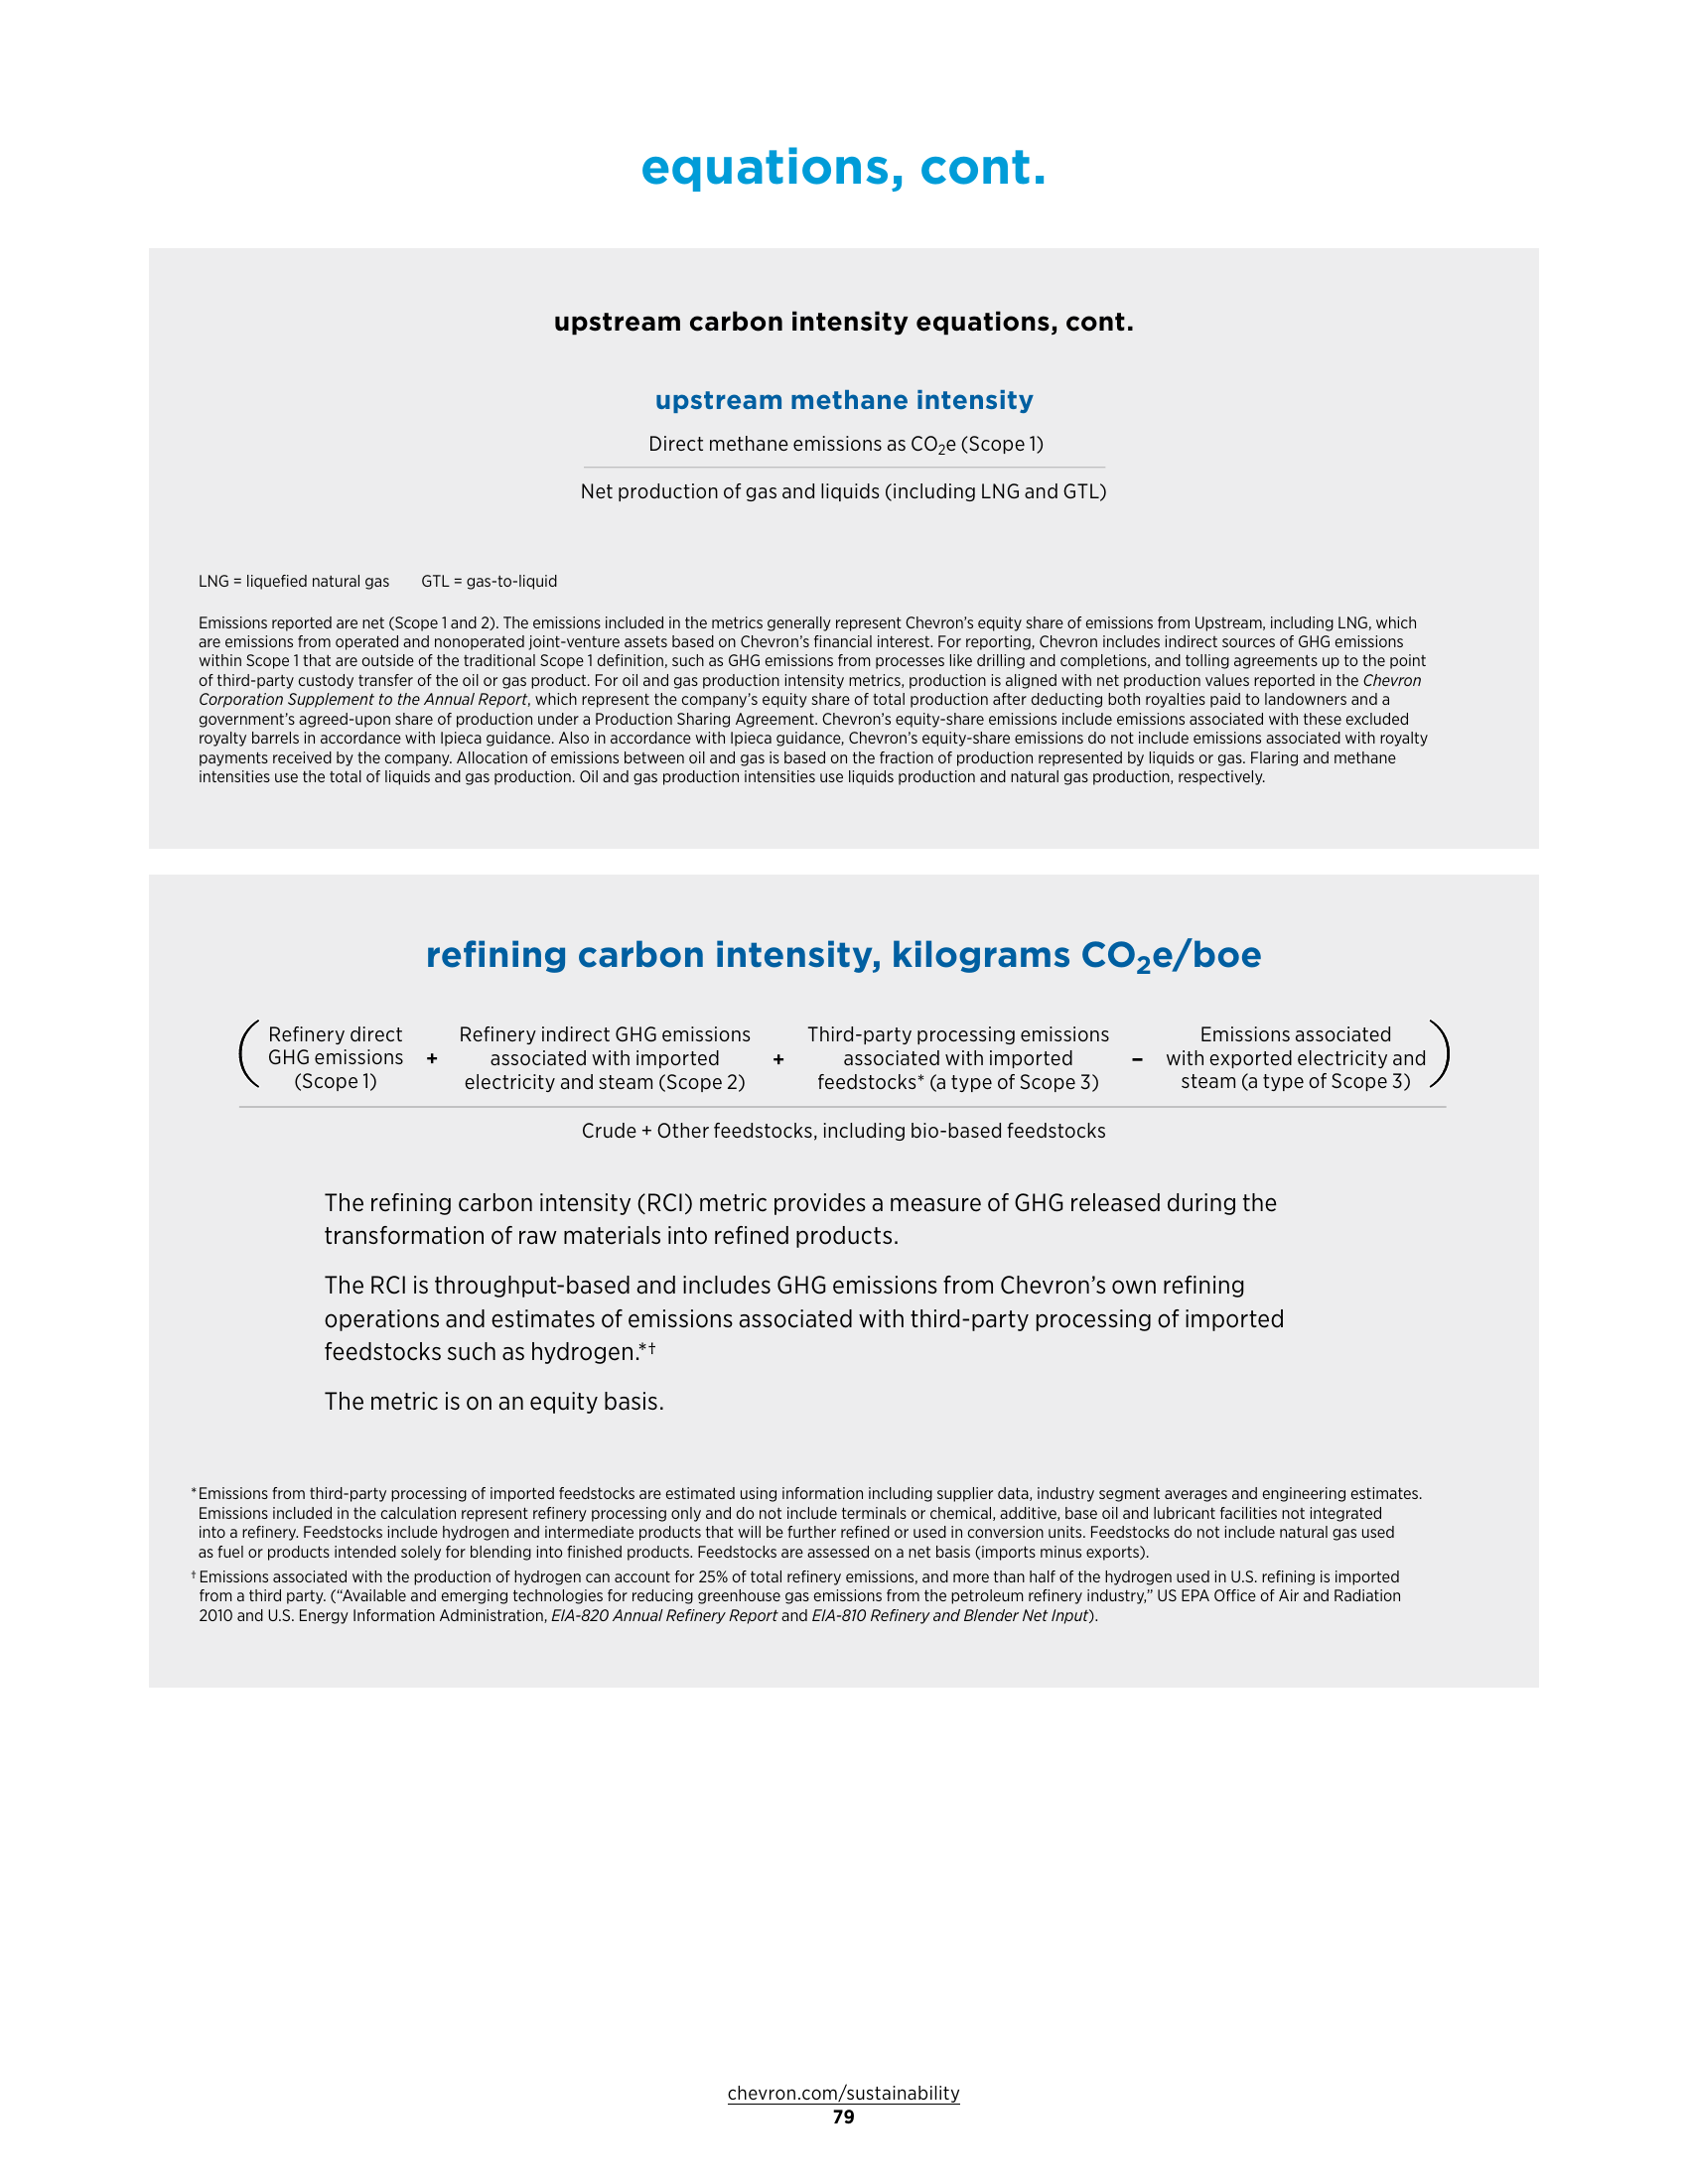 equations, cont.
upstream carbon intensity equations, cont.
upstream methane intensity
Direct methane emissions as CO₂e (Scope 1)
Net production of gas and liquids (including LNG and GTL)
LNG = liquefied natural gas GTL = gas-to-liquid
Emissions reported are net (Scope 1 and 2). The emissions included in the metrics generally represent Chevron’s equity share of emissions from Upstream, including LNG, which
are emissions from operated and nonoperated joint-venture assets based on Chevron’s financial interest. For reporting, Chevron includes indirect sources of GHG emissions
within Scope 1 that are outside of the traditional Scope 1 definition, such as GHG emissions from processes like drilling and completions, and tolling agreements up to the point
of third-party custody transfer of the oil or gas product. For oil and gas production intensity metrics, production is aligned with net production values reported in the Chevron
Corporation Supplement to the Annual Report, which represent the company’s equity share of total production after deducting both royalties paid to landowners and a
government’s agreed-upon share of production under a Production Sharing Agreement. Chevron’s equity-share emissions include emissions associated with these excluded
royalty barrels in accordance with Ipieca guidance. Also in accordance with Ipieca guidance, Chevron’s equity-share emissions do not include emissions associated with royalty
payments received by the company. Allocation of emissions between oil and gas is based on the fraction of production represented by liquids or gas. Flaring and methane
intensities use the total of liquids and gas production. Oil and gas production intensities use liquids production and natural gas production, respectively.
refining carbon intensity, kilograms CO₂e/boe
( Refinery direct
GHG emissions
(Scope 1)
+
Refinery indirect GHG emissions
associated with imported
electricity and steam (Scope 2)
+
Third-party processing emissions
associated with imported
feedstocks* (a type of Scope 3)
–
Emissions associated
with exported electricity and
steam (a type of Scope 3) )
Crude + Other feedstocks, including bio-based feedstocks
The refining carbon intensity (RCI) metric provides a measure of GHG released during the
transformation of raw materials into refined products.
The RCI is throughput-based and includes GHG emissions from Chevron’s own refining
operations and estimates of emissions associated with third-party processing of imported
feedstocks such as hydrogen.*†
The metric is on an equity basis.
* Emissions from third-party processing of imported feedstocks are estimated using information including supplier data, industry segment averages and engineering estimates.
Emissions included in the calculation represent refinery processing only and do not include terminals or chemical, additive, base oil and lubricant facilities not integrated
into a refinery. Feedstocks include hydrogen and intermediate products that will be further refined or used in conversion units. Feedstocks do not include natural gas used
as fuel or products intended solely for blending into finished products. Feedstocks are assessed on a net basis (imports minus exports).
† Emissions associated with the production of hydrogen can account for 25% of total refinery emissions, and more than half of the hydrogen used in U.S. refining is imported
from a third party. (“Available and emerging technologies for reducing greenhouse gas emissions from the petroleum refinery industry,” US EPA Office of Air and Radiation
2010 and U.S. Energy Information Administration, EIA-820 Annual Refinery Report and EIA-810 Refinery and Blender Net Input).
chevron.com/sustainability
79